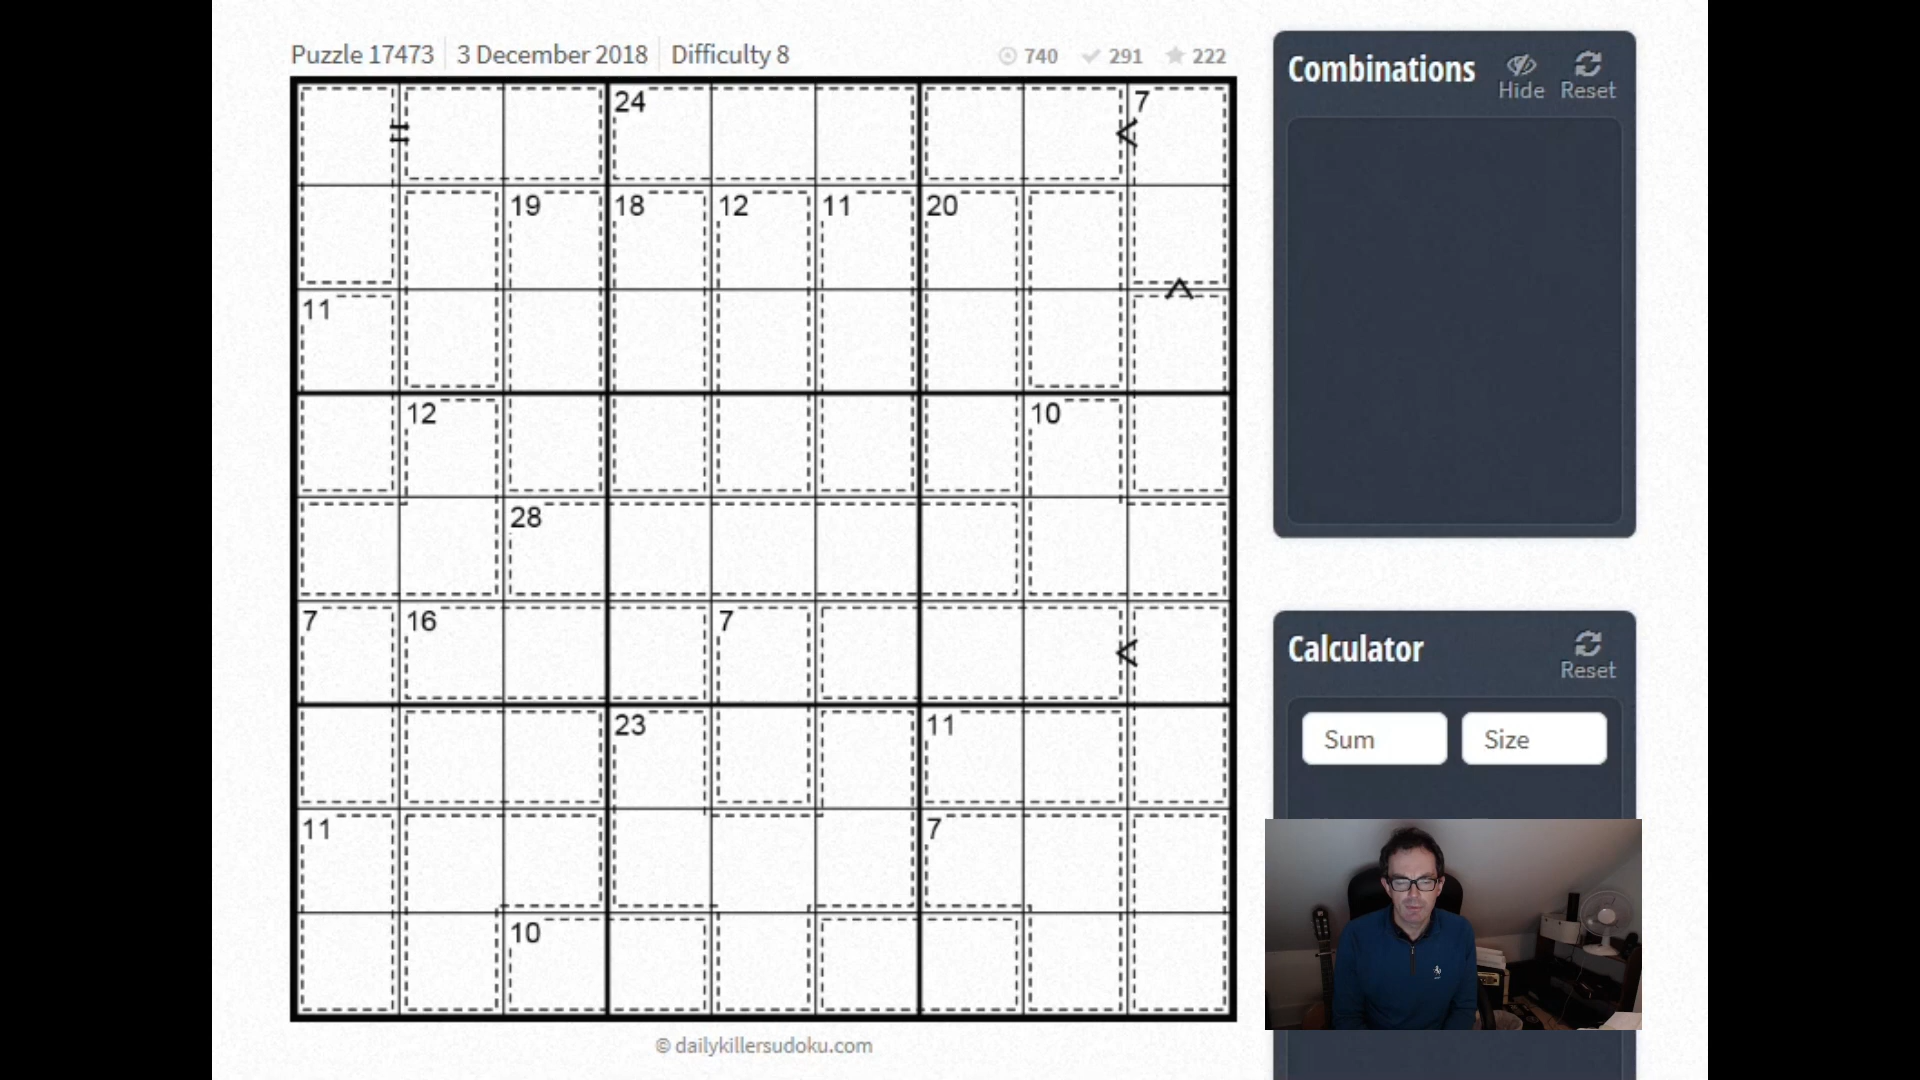 Puzzle 17473 3 December 2018 Difficulty 8 740 291 222
Combinations Hide Reset
= 24 < 7
19 18 12 11 20
11 ^
12 10
28
7 16 7 <
Calculator Reset
23 11
Sum Size
11 7
10
© dailykillersudoku.com